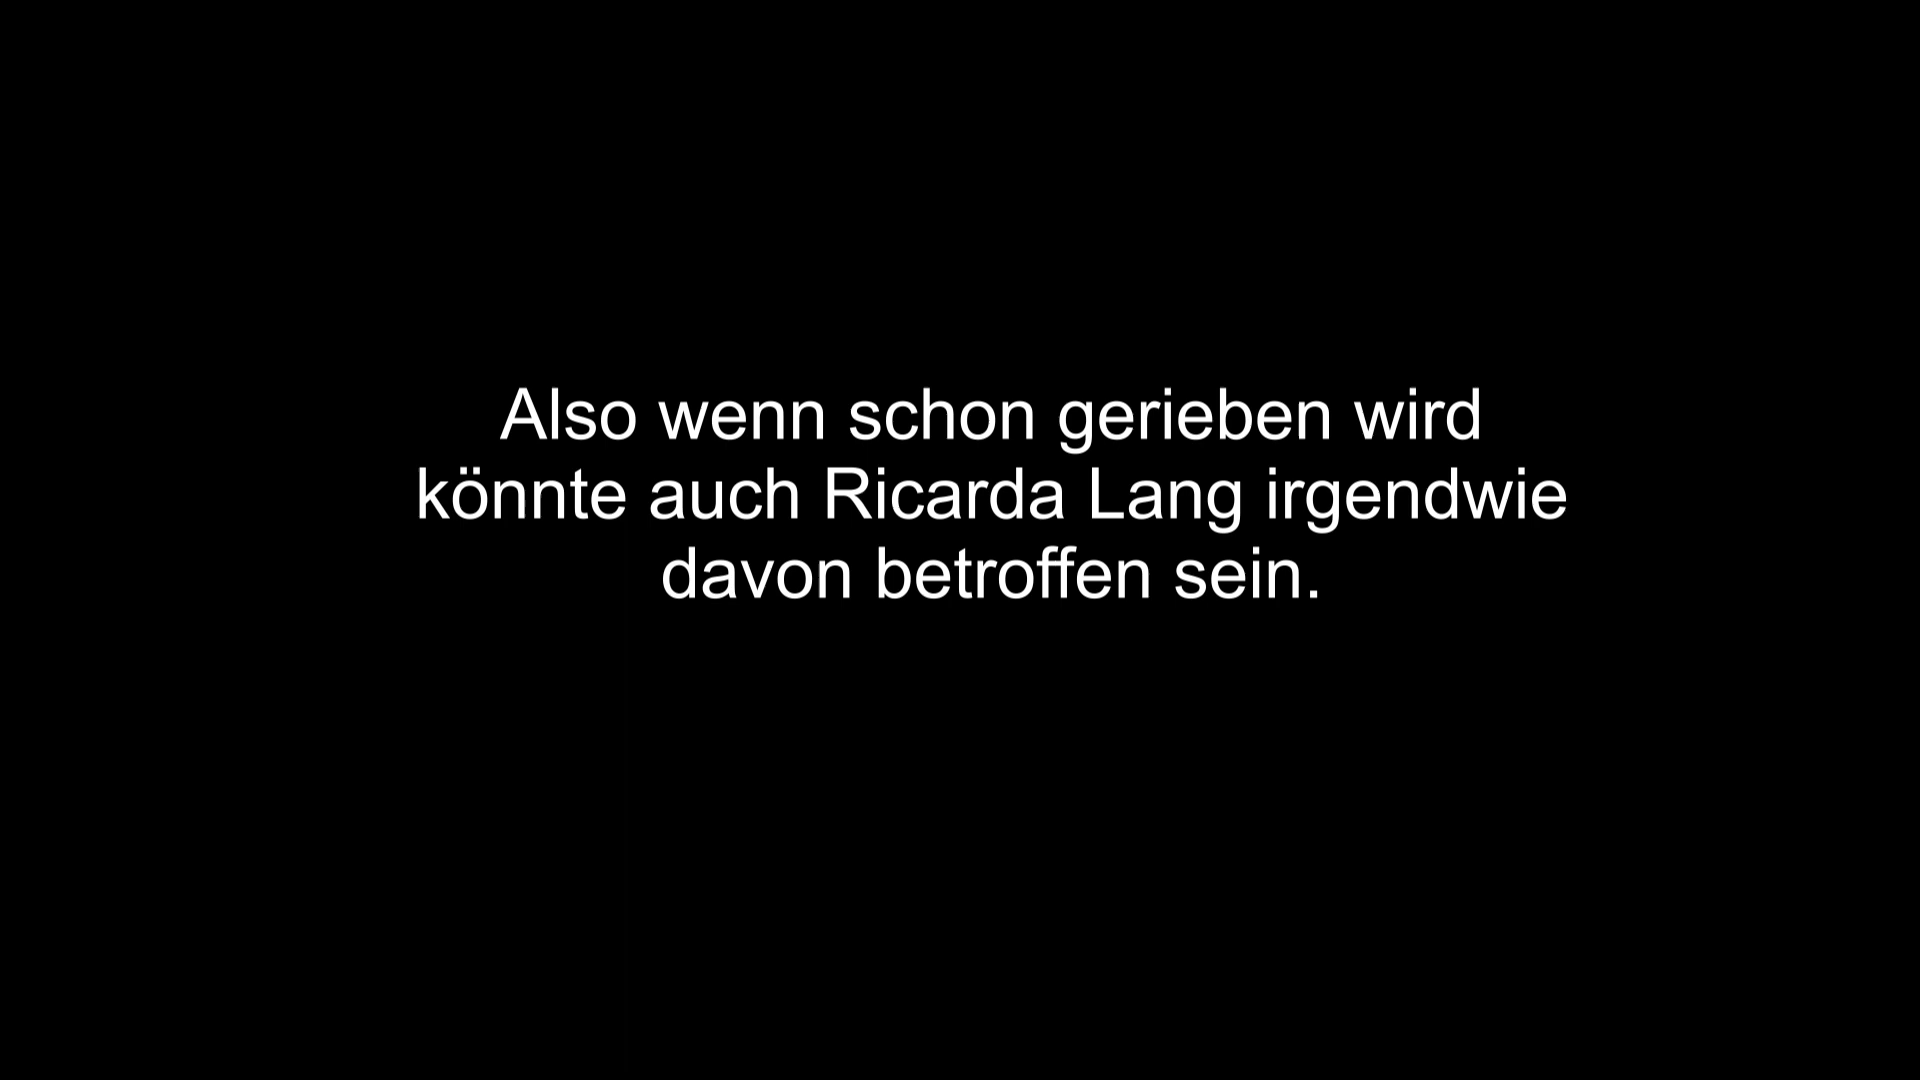 Also wenn schon gerieben wird
könnte auch Ricarda Lang irgendwie
davon betroffen sein.